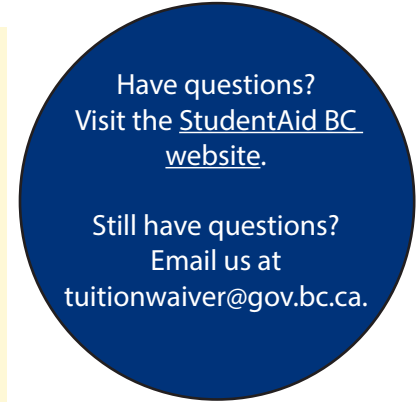 Have questions?
Visit the StudentAid BC
website.
Still have questions?
Email us at
tuitionwaiver@gov.bc.ca.